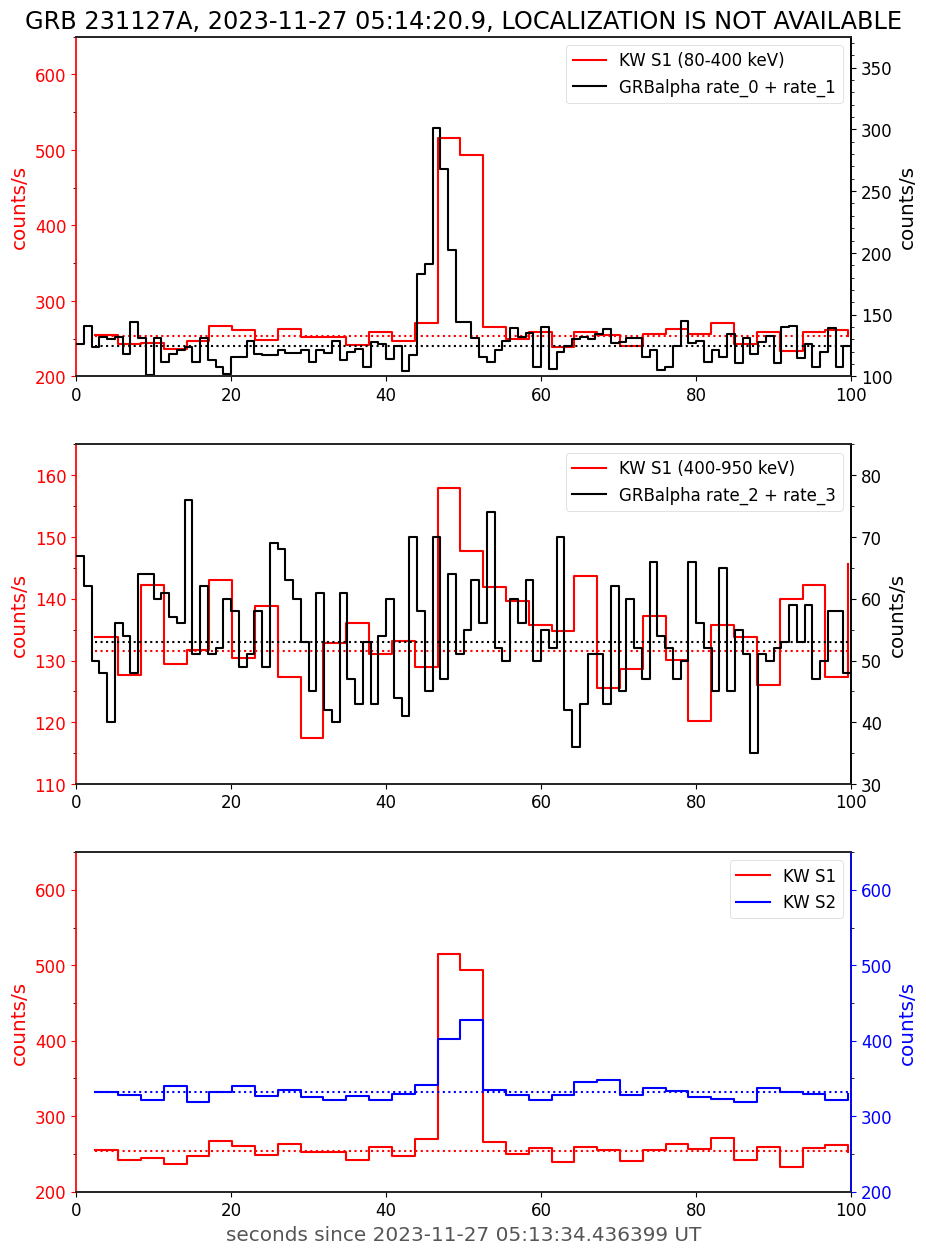 GRB 231127A, 2023-11-27 05:14:20.9, LOCALIZATION IS NOT AVAILABLE
KW S1 (80-400 keV)
GRBalpha rate_0 + rate_1
600
500
400
300
200
counts/s
350
300
250
200
150
100
counts/s
0 20 40 60 80 100
KW S1 (400-950 keV)
GRBalpha rate_2 + rate_3
160
150
140
130
120
110
counts/s
80
70
60
50
40
30
counts/s
0 20 40 60 80 100
KW S1
KW S2
600
500
400
300
200
counts/s
600
500
400
300
200
counts/s
0 20 40 60 80 100
seconds since 2023-11-27 05:13:34.436399 UT